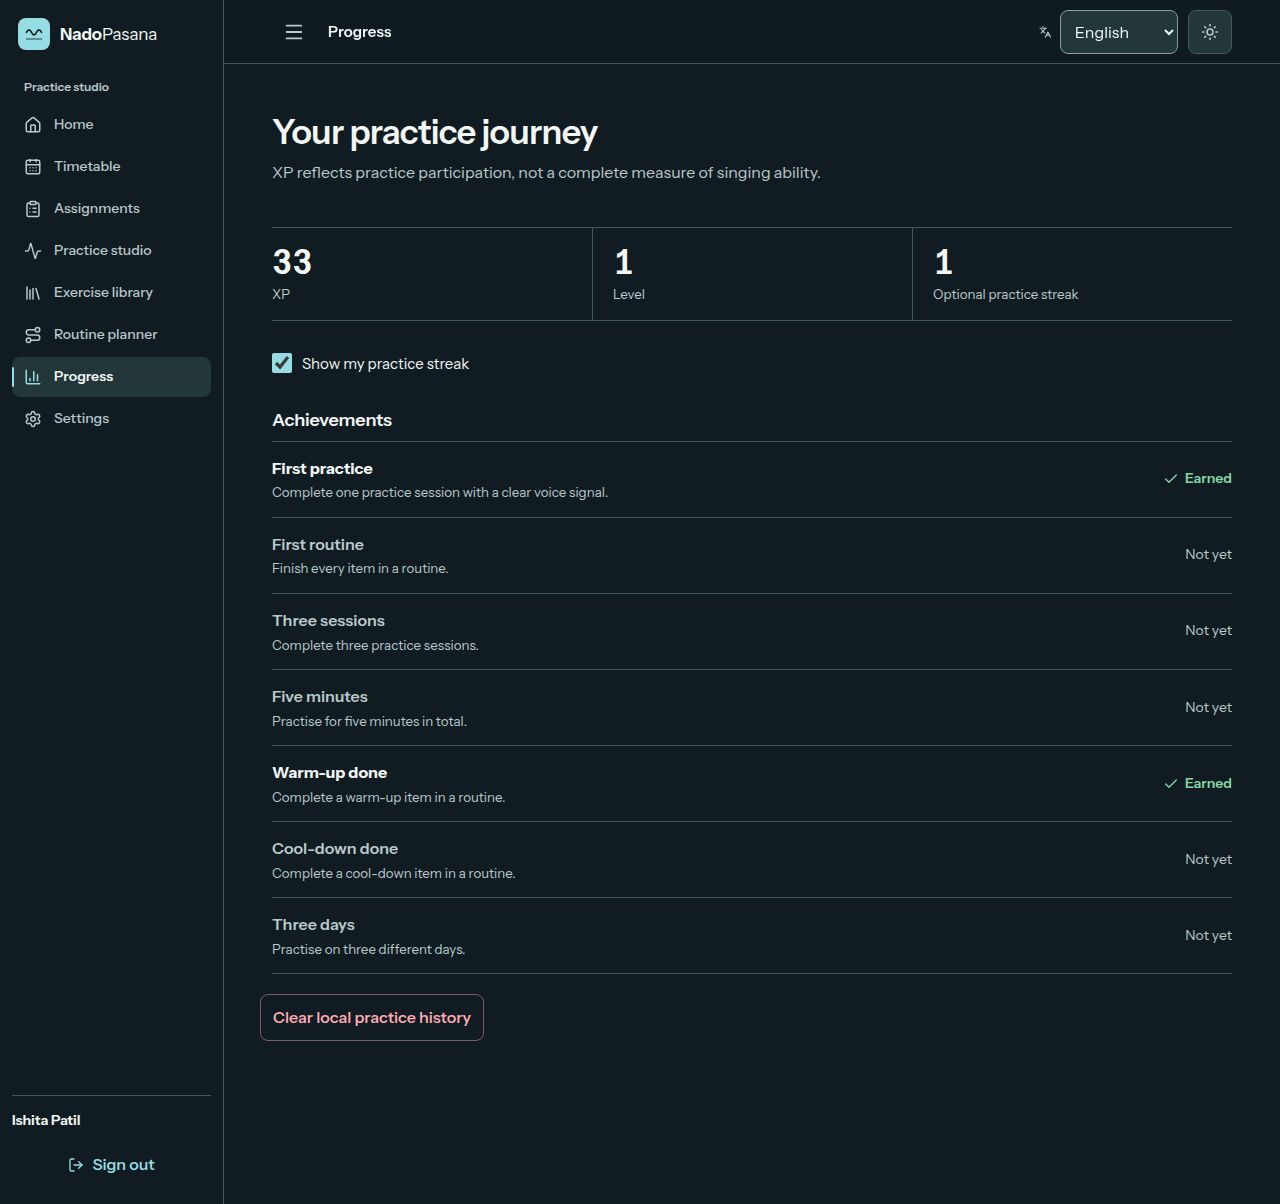 NadoPasana
Practice studio
Home
Timetable
Assignments
Practice studio
Exercise library
Routine planner
Progress
Settings
Ishita Patil
Sign out
Progress
English
Your practice journey
XP reflects practice participation, not a complete measure of singing ability.
33
XP
1
Level
1
Optional practice streak
Show my practice streak
Achievements
First practice
Complete one practice session with a clear voice signal.
Earned
First routine
Finish every item in a routine.
Not yet
Three sessions
Complete three practice sessions.
Not yet
Five minutes
Practise for five minutes in total.
Not yet
Warm-up done
Complete a warm-up item in a routine.
Earned
Cool-down done
Complete a cool-down item in a routine.
Not yet
Three days
Practise on three different days.
Not yet
Clear local practice history